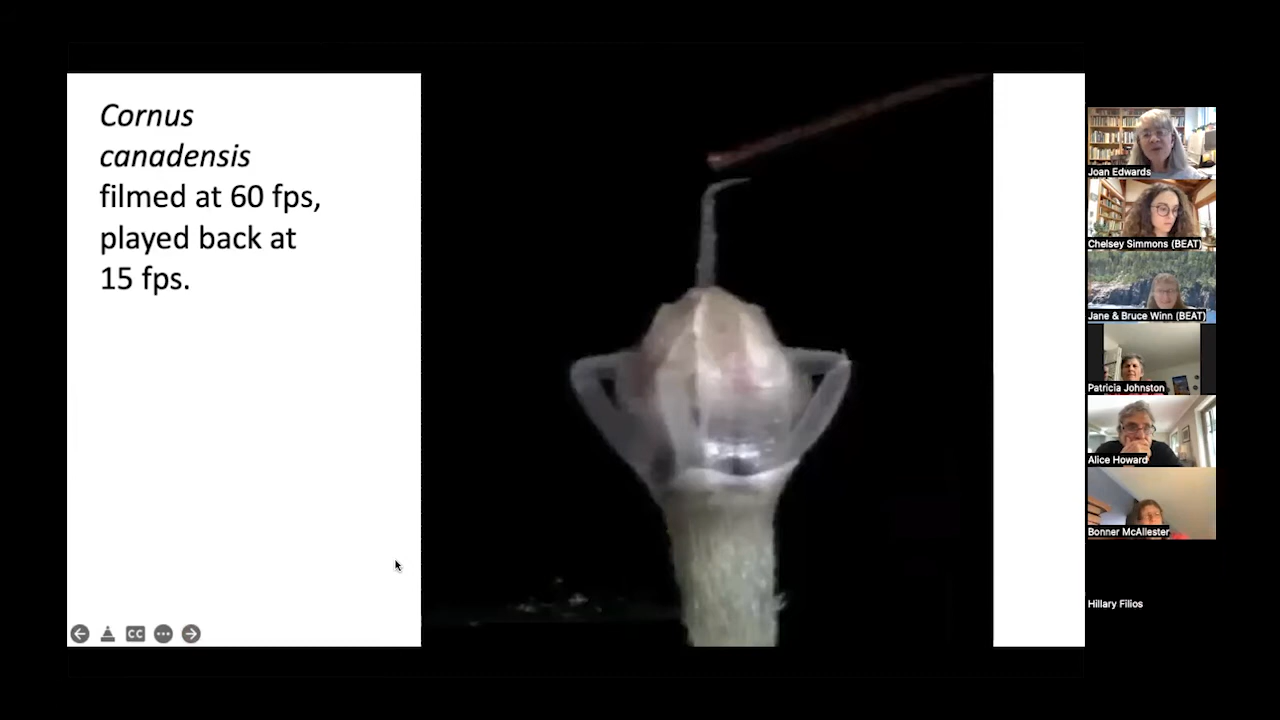 Cornus
canadensis
filmed at 60 fps,
played back at
15 fps.
CC
Joan Edwards
Chelsey Simmons (BEAT)
Jane & Bruce Winn (BEAT)
Patricia Johnston
Alice Howard
Bonner McAllester
Hillary Filios